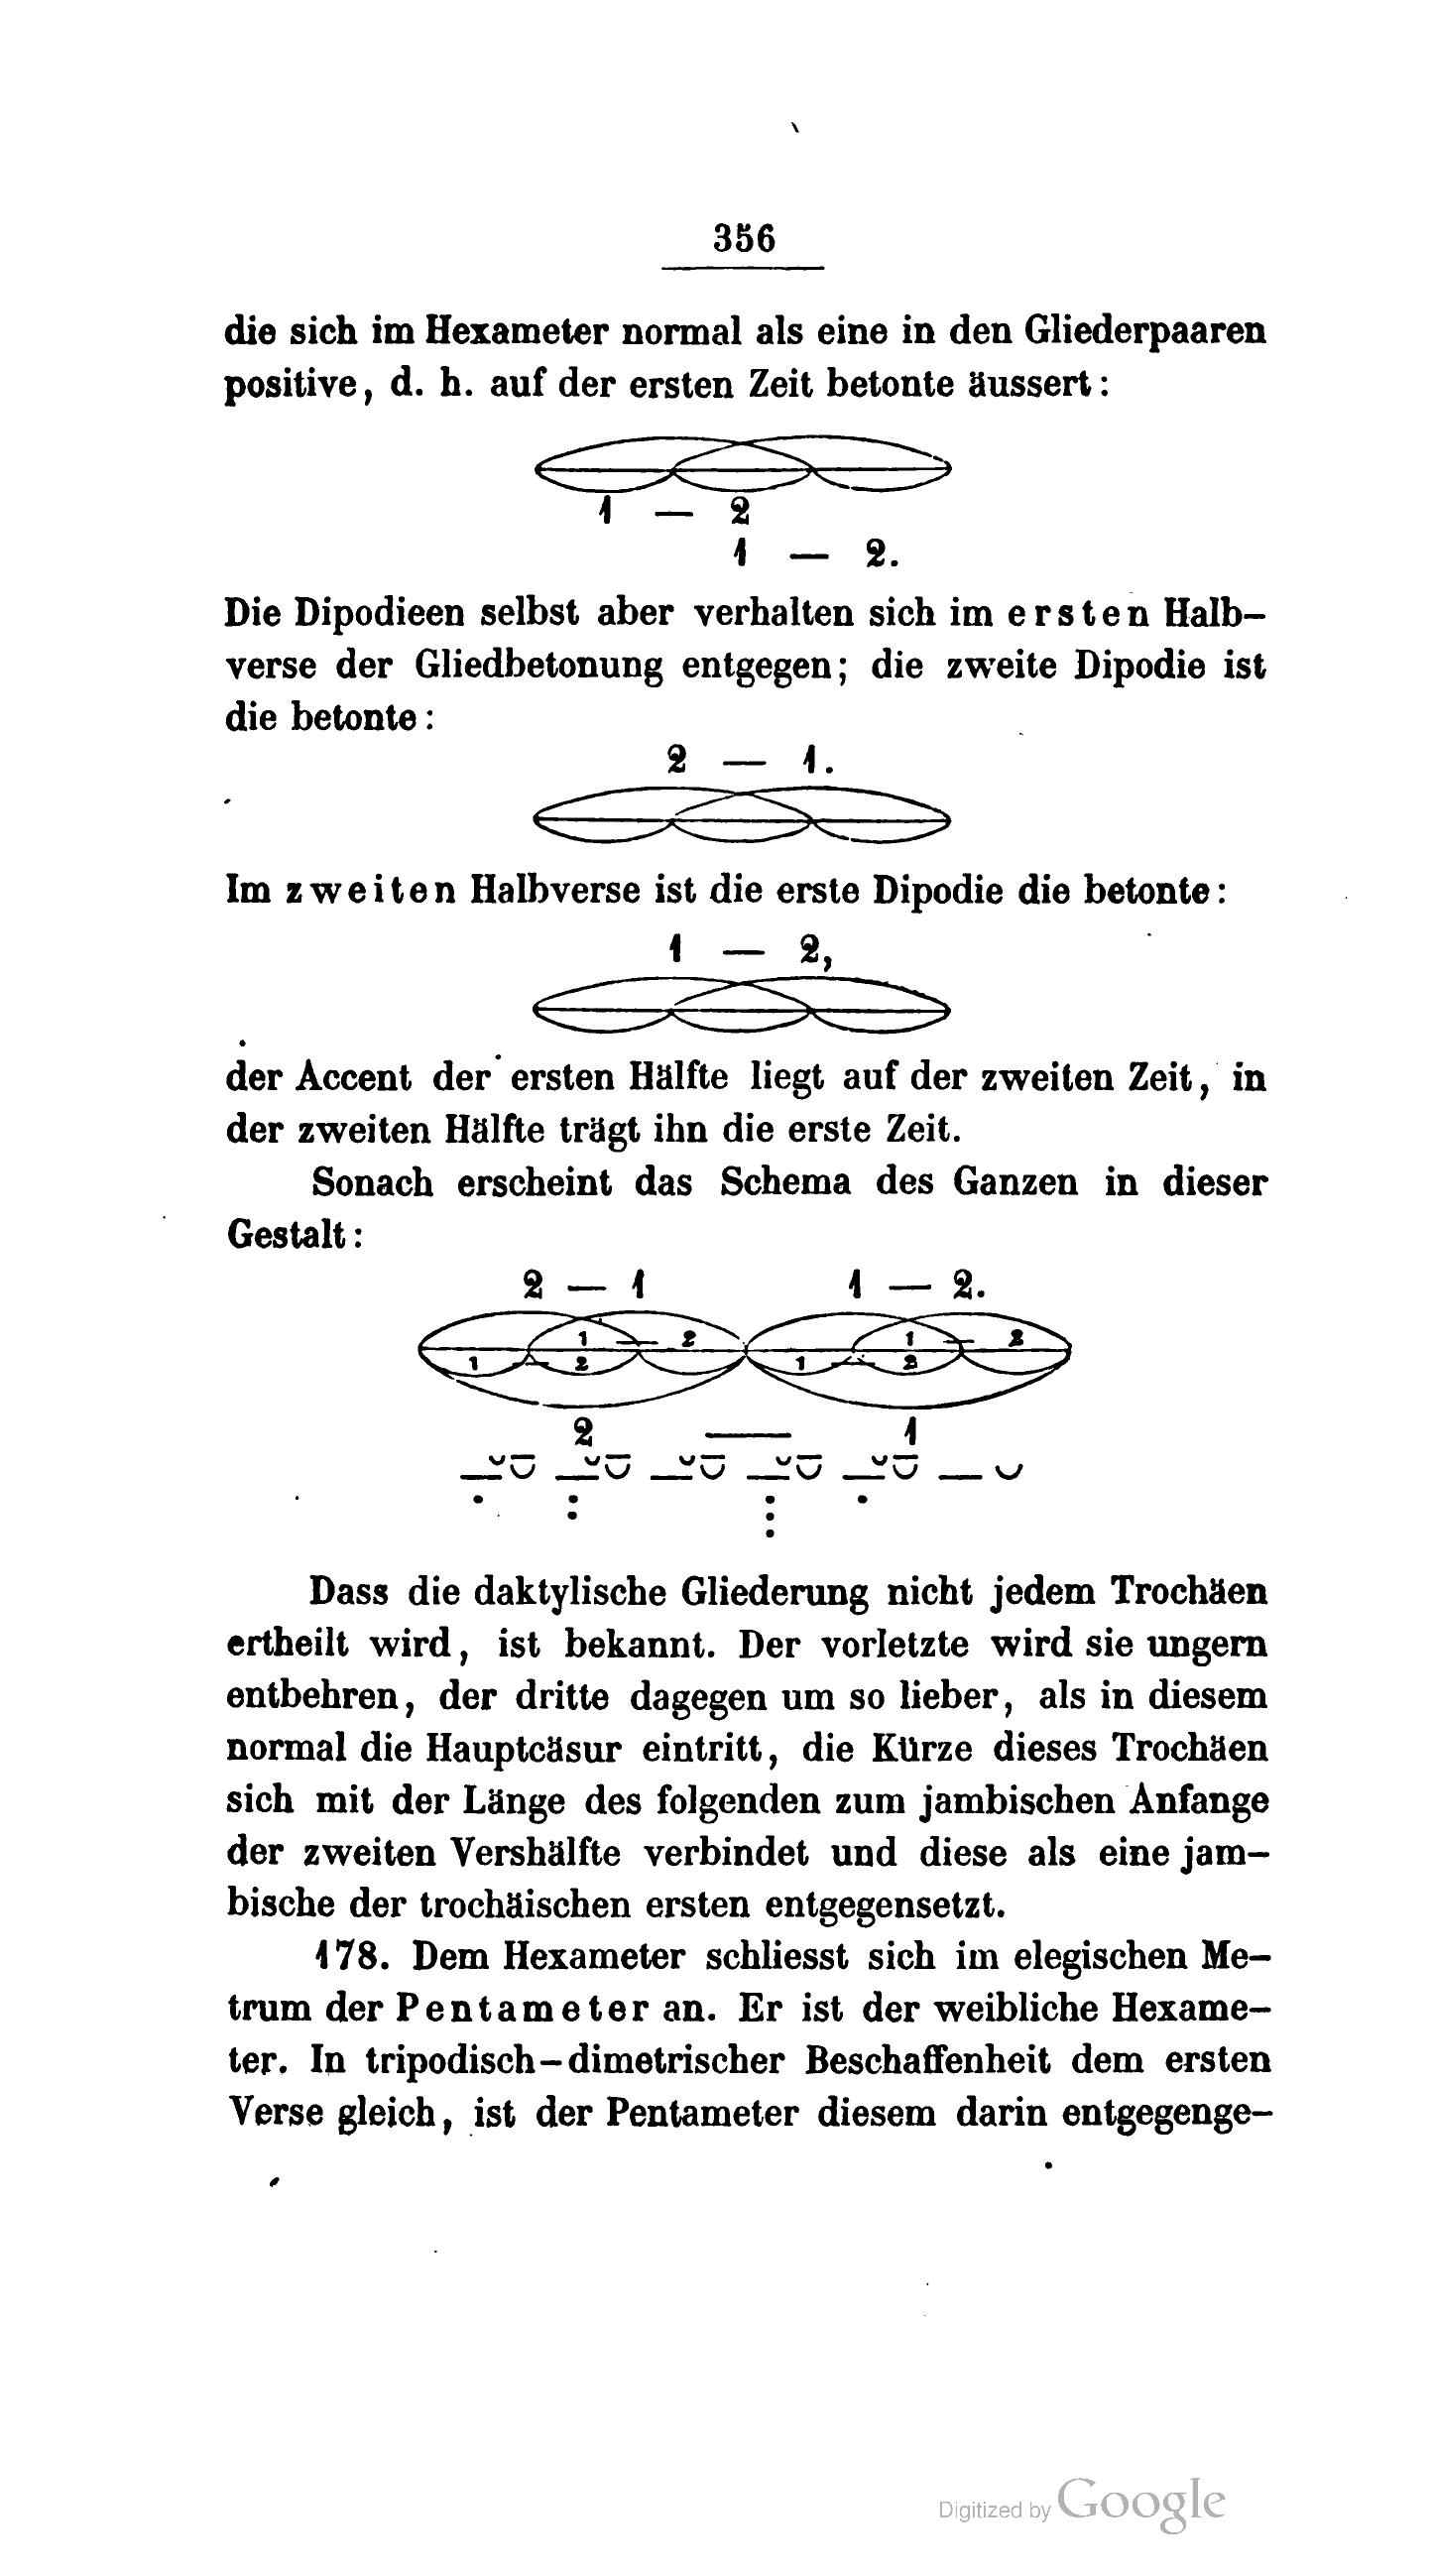 356
die sich im Hexameter normal als eine in den Gliederpaaren
positive, d. h. auf der ersten Zeit betonte äussert:
1 — 2
1 — 2.
Die Dipodieen selbst aber verhalten sich im ersten Halb-
verse der Gliedbetonung entgegen; die zweite Dipodie ist
die betonte:
2 — 1.
Im zweiten Halbverse ist die erste Dipodie die betonte:
1 — 2,
der Accent der ersten Hälfte liegt auf der zweiten Zeit, in
der zweiten Hälfte trägt ihn die erste Zeit.
Sonach erscheint das Schema des Ganzen in dieser
Gestalt:
2 — 1 1 — 2.
1 — 2 1 — 2
1 — 2 1 — 2
2 — 1
Dass die daktylische Gliederung nicht jedem Trochäen
ertheilt wird, ist bekannt. Der vorletzte wird sie ungern
entbehren, der dritte dagegen um so lieber, als in diesem
normal die Hauptcäsur eintritt, die Kürze dieses Trochäen
sich mit der Länge des folgenden zum jambischen Anfange
der zweiten Vershälfte verbindet und diese als eine jam-
bische der trochäischen ersten entgegensetzt.
178. Dem Hexameter schliesst sich im elegischen Me-
trum der Pentameter an. Er ist der weibliche Hexame-
ter. In tripodisch-dimetrischer Beschaffenheit dem ersten
Verse gleich, ist der Pentameter diesem darin entgegenge-
Digitized by Google